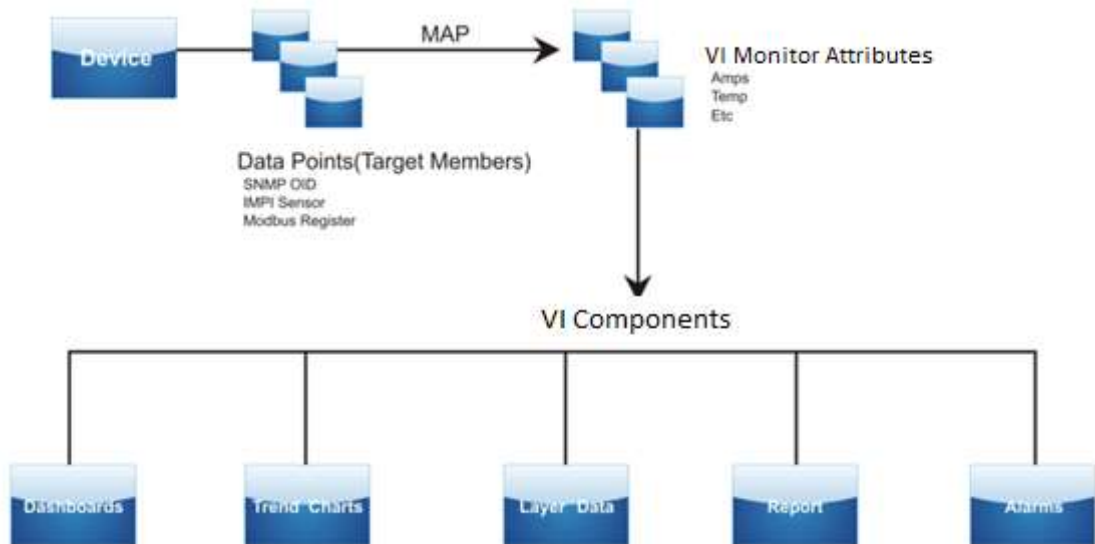 Device
MAP
VI Monitor Attributes
Amps
Temp
Etc
Data Points(Target Members)
SNMP OID
IMPI Sensor
Modbus Register
VI Components
Dashboards
Trend Charts
Layer Data
Report
Alarms